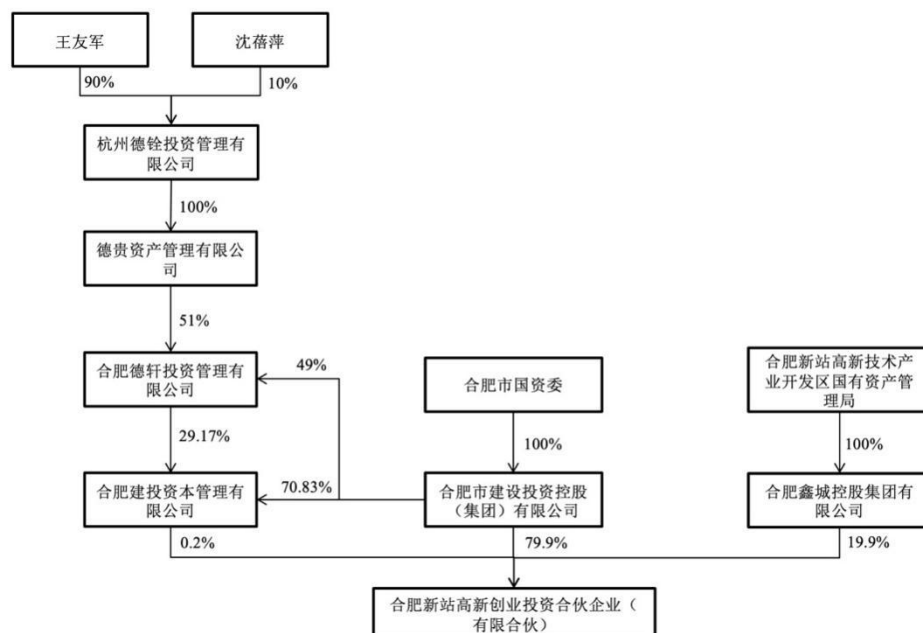 王友军
沈蓓萍
90%
10%
杭州德铨投资管理有
限公司
100%
德贵资产管理有限公
司
51%
合肥德轩投资管理有
限公司
49%
合肥市国资委
合肥新站高新技术产
业开发区国有资产管
理局
29.17%
100%
100%
合肥建投资本管理有
限公司
70.83%
合肥市建设投资控股
（集团）有限公司
合肥鑫城控股集团有
限公司
0.2%
79.9%
19.9%
合肥新站高新创业投资合伙企业（
有限合伙）